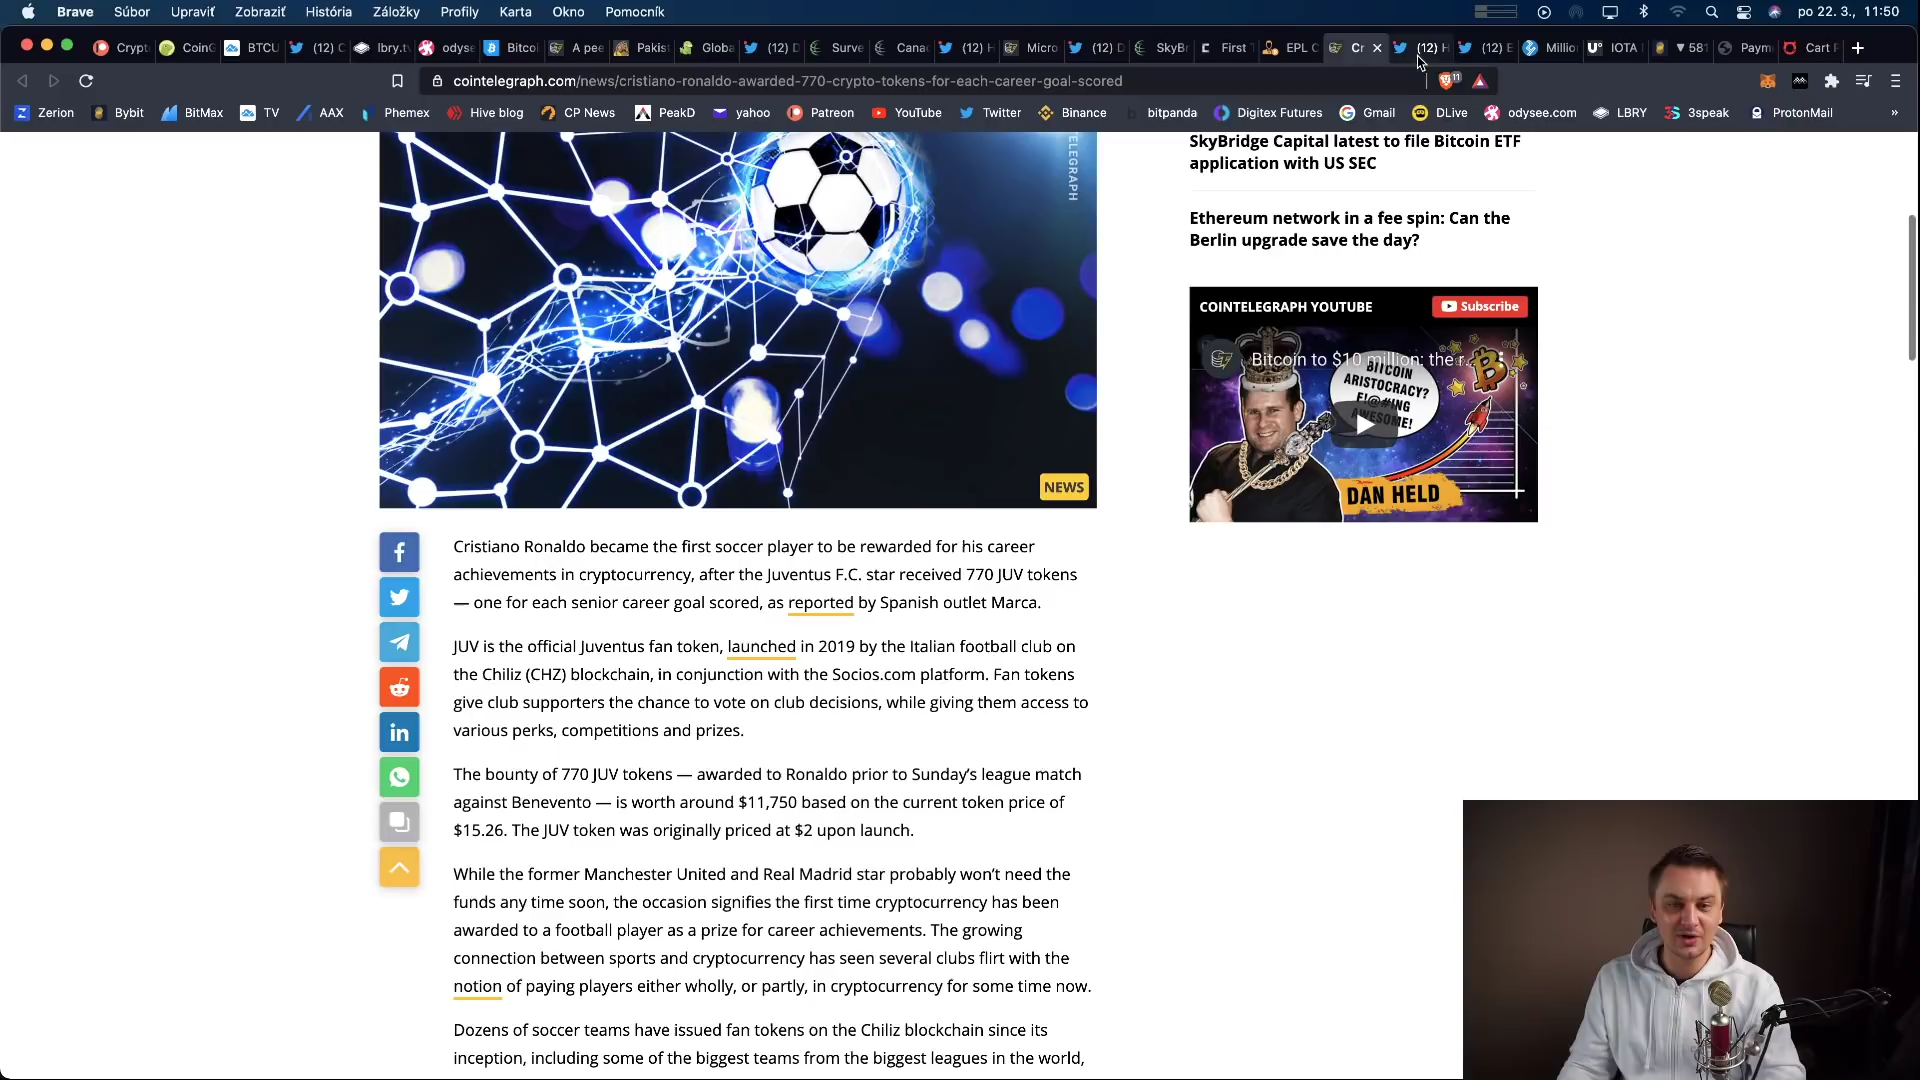 Brave Súbor Upraviť Zobraziť História Záložky Profily Karta Okno Pomocník po 22. 3., 11:50
Crypt CoinG BTCU (12) C lbry.tv odyse Bitcoi A pee Pakist Globa (12) D Surve Canac (12) H Micro (12) D SkyBr First T EPL C Cr (12) H (12) E Millio IOTA I ▼ 581 Paym Cart F
cointelegraph.com/news/cristiano-ronaldo-awarded-770-crypto-tokens-for-each-career-goal-scored 11
Zerion Bybit BitMax TV AAX Phemex Hive blog CP News PeakD yahoo Patreon YouTube Twitter Binance bitpanda Digitex Futures Gmail DLive odysee.com LBRY 3speak ProtonMail »
ELEGRAPH
NEWS
SkyBridge Capital latest to file Bitcoin ETF
application with US SEC
Ethereum network in a fee spin: Can the
Berlin upgrade save the day?
COINTELEGRAPH YOUTUBE Subscribe
Bitcoin to $10 million: the r...
BITCOIN
ARISTOCRACY?
F!@#!NG
AWESOME!
DAN HELD
Cristiano Ronaldo became the first soccer player to be rewarded for his career
achievements in cryptocurrency, after the Juventus F.C. star received 770 JUV tokens
— one for each senior career goal scored, as reported by Spanish outlet Marca.
JUV is the official Juventus fan token, launched in 2019 by the Italian football club on
the Chiliz (CHZ) blockchain, in conjunction with the Socios.com platform. Fan tokens
give club supporters the chance to vote on club decisions, while giving them access to
various perks, competitions and prizes.
The bounty of 770 JUV tokens — awarded to Ronaldo prior to Sunday's league match
against Benevento — is worth around $11,750 based on the current token price of
$15.26. The JUV token was originally priced at $2 upon launch.
While the former Manchester United and Real Madrid star probably won't need the
funds any time soon, the occasion signifies the first time cryptocurrency has been
awarded to a football player as a prize for career achievements. The growing
connection between sports and cryptocurrency has seen several clubs flirt with the
notion of paying players either wholly, or partly, in cryptocurrency for some time now.
Dozens of soccer teams have issued fan tokens on the Chiliz blockchain since its
inception, including some of the biggest teams from the biggest leagues in the world,